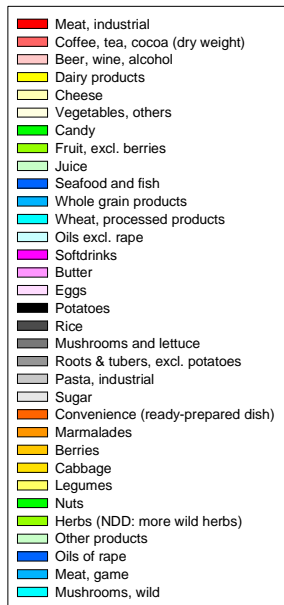 Meat, industrial
Coffee, tea, cocoa (dry weight)
Beer, wine, alcohol
Dairy products
Cheese
Vegetables, others
Candy
Fruit, excl. berries
Juice
Seafood and fish
Whole grain products
Wheat, processed products
Oils excl. rape
Softdrinks
Butter
Eggs
Potatoes
Rice
Mushrooms and lettuce
Roots & tubers, excl. potatoes
Pasta, industrial
Sugar
Convenience (ready-prepared dish)
Marmalades
Berries
Cabbage
Legumes
Nuts
Herbs (NDD: more wild herbs)
Other products
Oils of rape
Meat, game
Mushrooms, wild